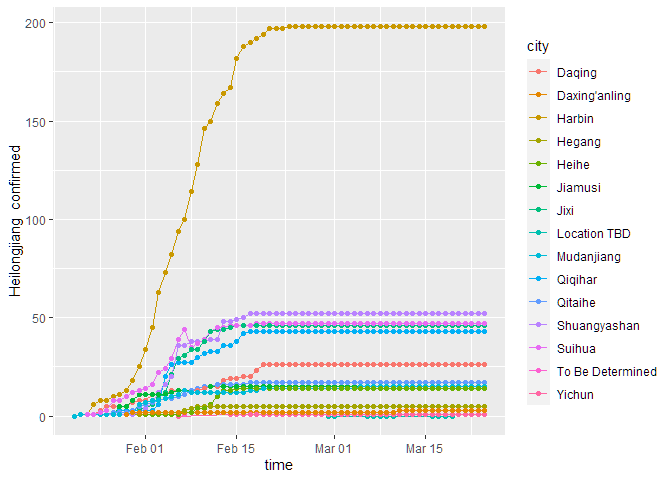 200
150
100
50
0
Heilongjiang confirmed
Feb 01
Feb 15
Mar 01
Mar 15
time
city
Daqing
Daxing'anling
Harbin
Hegang
Heihe
Jiamusi
Jixi
Location TBD
Mudanjiang
Qiqihar
Qitaihe
Shuangyashan
Suihua
To Be Determined
Yichun